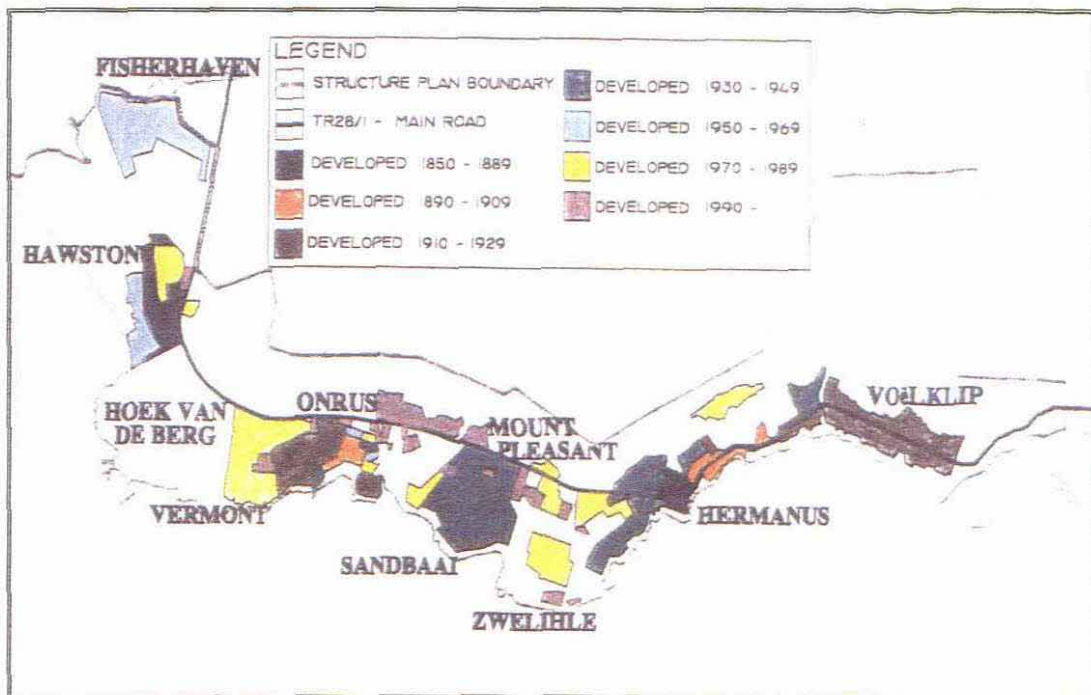 FISHERHAVEN
LEGEND
STRUCTURE PLAN BOUNDARY
TR28/1 - MAIN ROAD
DEVELOPED 1850 - 1889
DEVELOPED 1890 - 1909
DEVELOPED 1910 - 1929
DEVELOPED 1930 - 1949
DEVELOPED 1950 - 1969
DEVELOPED 1970 - 1989
DEVELOPED 1990 -
HAWSTON
HOEK VAN
DE BERG
ONRUS
MOUNT
PLEASANT
VOëLKLIP
VERMONT
HERMANUS
SANDBAAI
ZWELIHLE